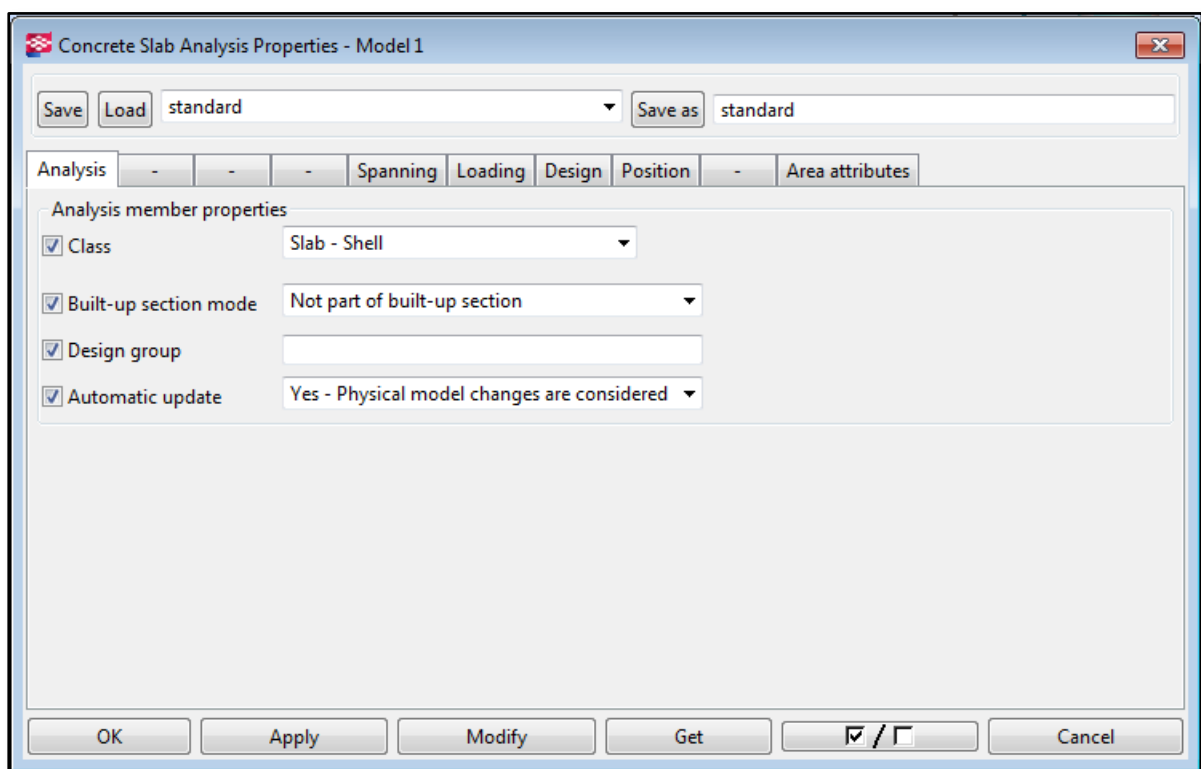 Concrete Slab Analysis Properties - Model 1
Save Load standard Save as standard
Analysis - - - Spanning Loading Design Position - Area attributes
Analysis member properties
Class Slab - Shell
Built-up section mode Not part of built-up section
Design group
Automatic update Yes - Physical model changes are considered
OK Apply Modify Get / Cancel